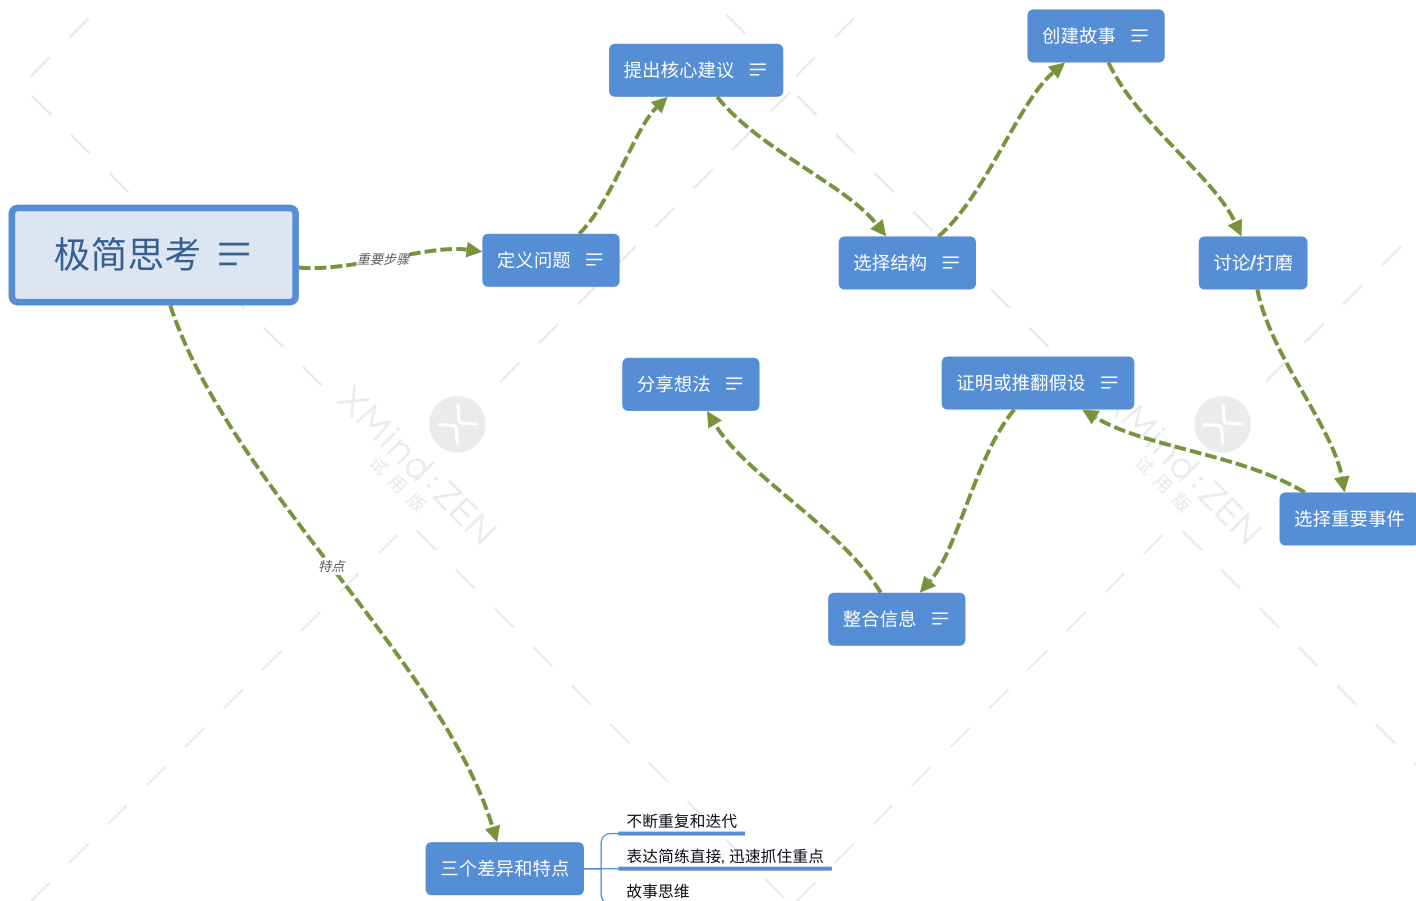 创建故事
提出核心建议
极简思考
重要步骤
定义问题
选择结构
讨论/打磨
分享想法
证明或推翻假设
XMind:ZEN
试用版
XMind:ZEN
试用版
选择重要事件
特点
整合信息
三个差异和特点
不断重复和迭代
表达简练直接, 迅速抓住重点
故事思维